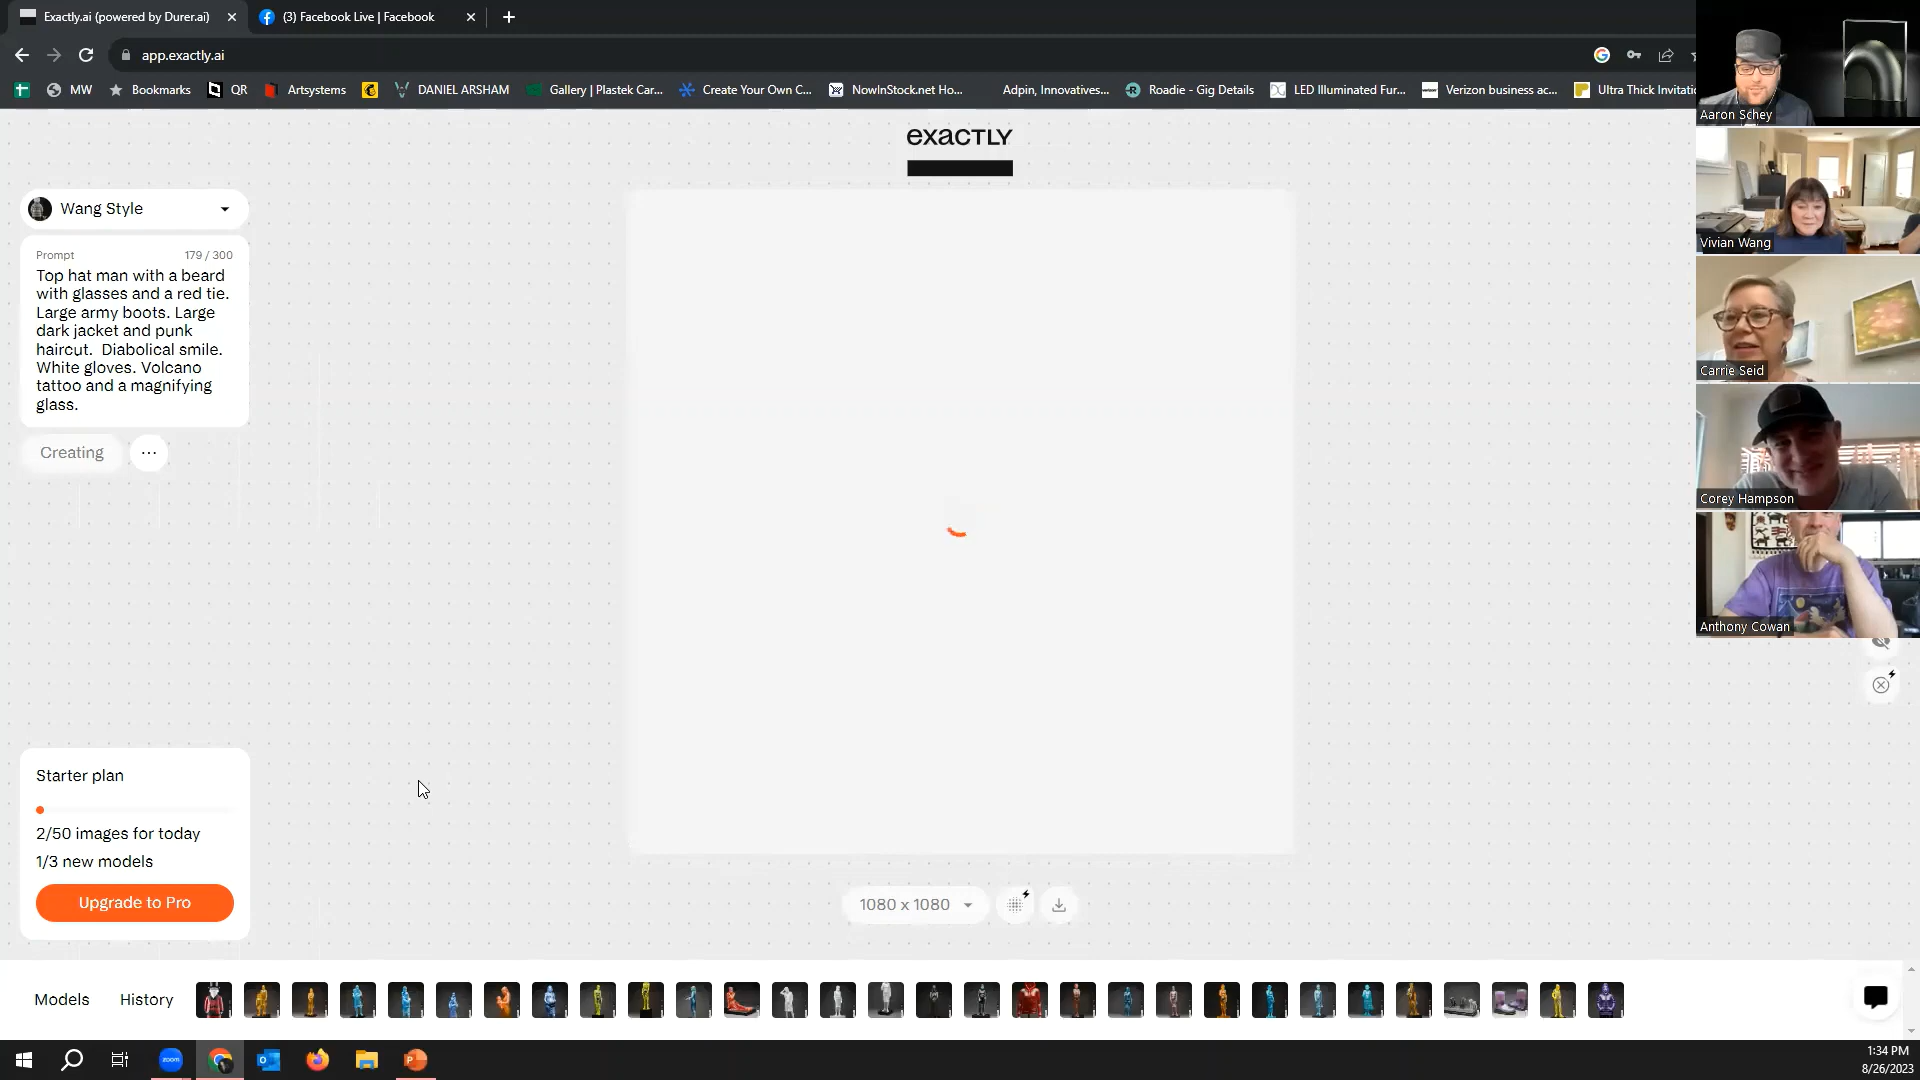 Exactly.ai (powered by Durer.ai)
(3) Facebook Live | Facebook
app.exactly.ai
MW
Bookmarks
QR
Artsystems
DANIEL ARSHAM
Gallery | Plastek Car...
Create Your Own C...
NowInStock.net Ho...
Adpin, Innovatives...
Roadie - Gig Details
LED Illuminated Fur...
Verizon business ac...
Ultra Thick Invitati
Aaron Schey
Vivian Wang
Carrie Seid
Corey Hampson
Anthony Cowan
EXACTLY
Wang Style
Prompt
179 / 300
Top hat man with a beard
with glasses and a red tie.
Large army boots. Large
dark jacket and punk
haircut.  Diabolical smile.
White gloves. Volcano
tattoo and a magnifying
glass.
Creating
Starter plan
2/50 images for today
1/3 new models
Upgrade to Pro
1080 x 1080
Models
History
zoom
1:34 PM
8/26/2023